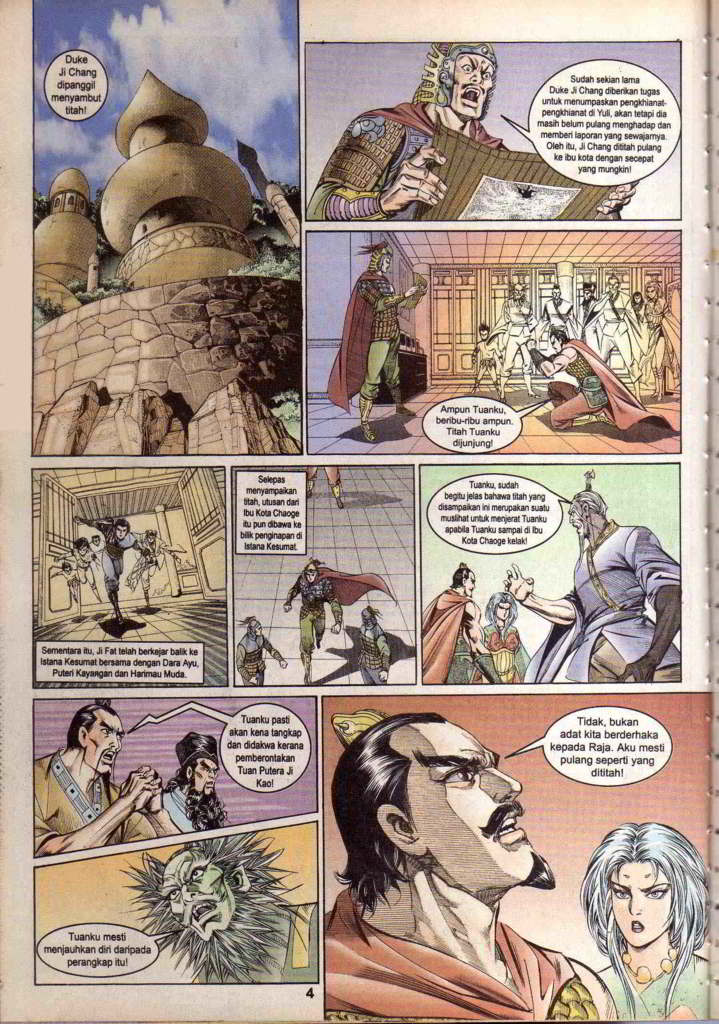 Duke
Ji Chang
dipanggil
menyambut
titah!
Sudah sekian lama
Duke Ji Chang diberikan tugas
untuk menumpaskan pengkhianat-
pengkhianat di Yuli, akan tetapi dia
masih belum pulang menghadap dan
memberi laporan yang sewajarnya.
Oleh itu, Ji Chang dititah pulang
ke ibu kota dengan secepat
yang mungkin!
Ampun Tuanku,
beribu-ribu ampun.
Titah Tuanku
dijunjung!
Sementara itu, Ji Fat telah berkejar balik ke
Istana Kesumat bersama dengan Dara Ayu,
Puteri Kayangan dan Harimau Muda.
Selepas
menyampaikan
titah, utusan dari
Ibu Kota Chaoge
itu pun dibawa ke
bilik penginapan di
Istana Kesumat.
Tuanku, sudah
begitu jelas bahawa titah yang
disampaikan ini merupakan suatu
muslihat untuk menjerat Tuanku
apabila Tuanku sampai di Ibu
Kota Chaoge kelak!
Tuanku pasti
akan kena tangkap
dan didakwa kerana
pemberontakan
Tuan Putera Ji
Kao!
Tuanku mesti
menjauhkan diri daripada
perangkap itu!
Tidak, bukan
adat kita berderhaka
kepada Raja. Aku mesti
pulang seperti yang
dititah!
4